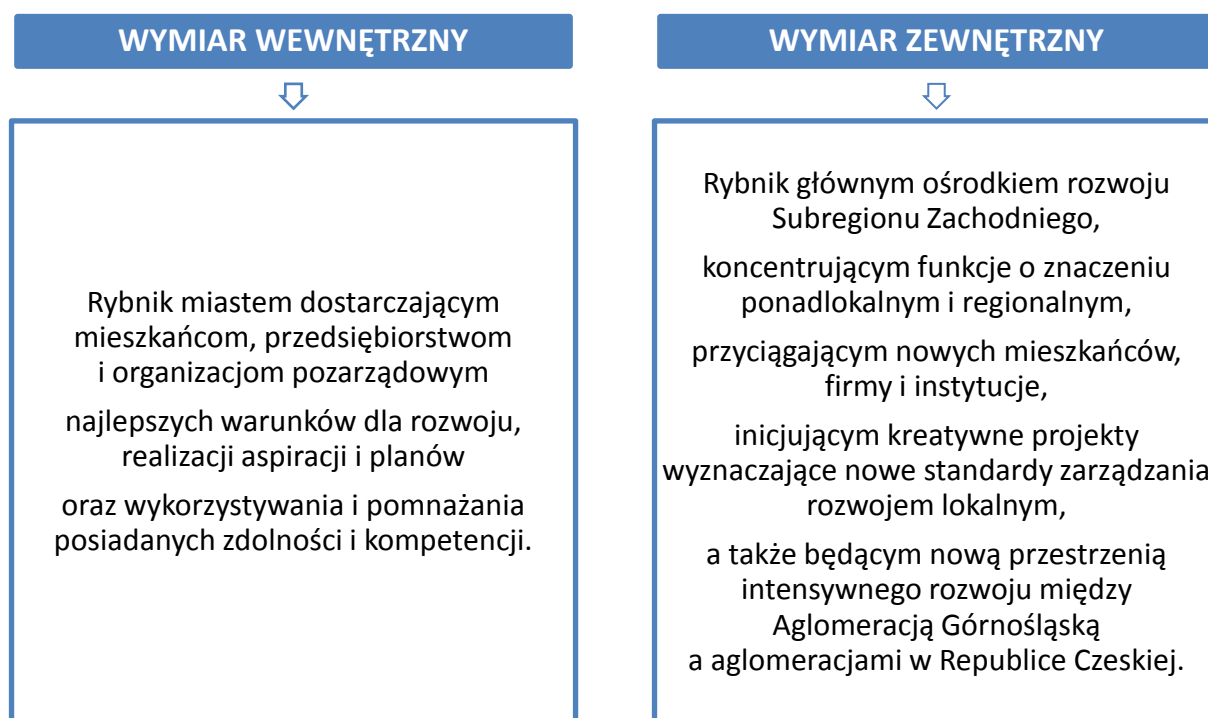 WYMIAR WEWNĘTRZNY
Rybnik miastem dostarczającym
mieszkańcom, przedsiębiorstwom
i organizacjom pozarządowym
najlepszych warunków dla rozwoju,
realizacji aspiracji i planów
oraz wykorzystywania i pomnażania
posiadanych zdolności i kompetencji.
WYMIAR ZEWNĘTRZNY
Rybnik głównym ośrodkiem rozwoju
Subregionu Zachodniego,
koncentrującym funkcje o znaczeniu
ponadlokalnym i regionalnym,
przyciągającym nowych mieszkańców,
firmy i instytucje,
inicjującym kreatywne projekty
wyznaczające nowe standardy zarządzania
rozwojem lokalnym,
a także będącym nową przestrzenią
intensywnego rozwoju między
Aglomeracją Górnośląską
a aglomeracjami w Republice Czeskiej.